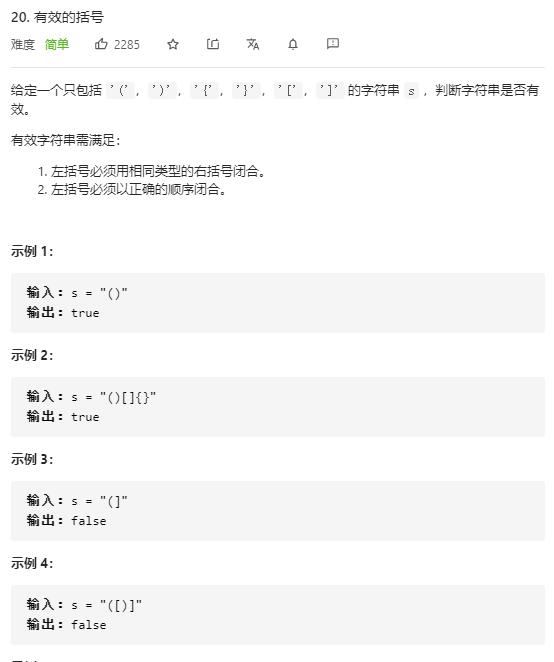 20. 有效的括号
难度 简单 2285
给定一个只包括 '(', ')', '{', '}', '[', ']' 的字符串 s ，判断字符串是否有
效。
有效字符串需满足：
1. 左括号必须用相同类型的右括号闭合。
2. 左括号必须以正确的顺序闭合。
示例 1：
输入：s = "()"
输出：true
示例 2：
输入：s = "()[]{}"
输出：true
示例 3：
输入：s = "(]"
输出：false
示例 4：
输入：s = "([)]"
输出：false